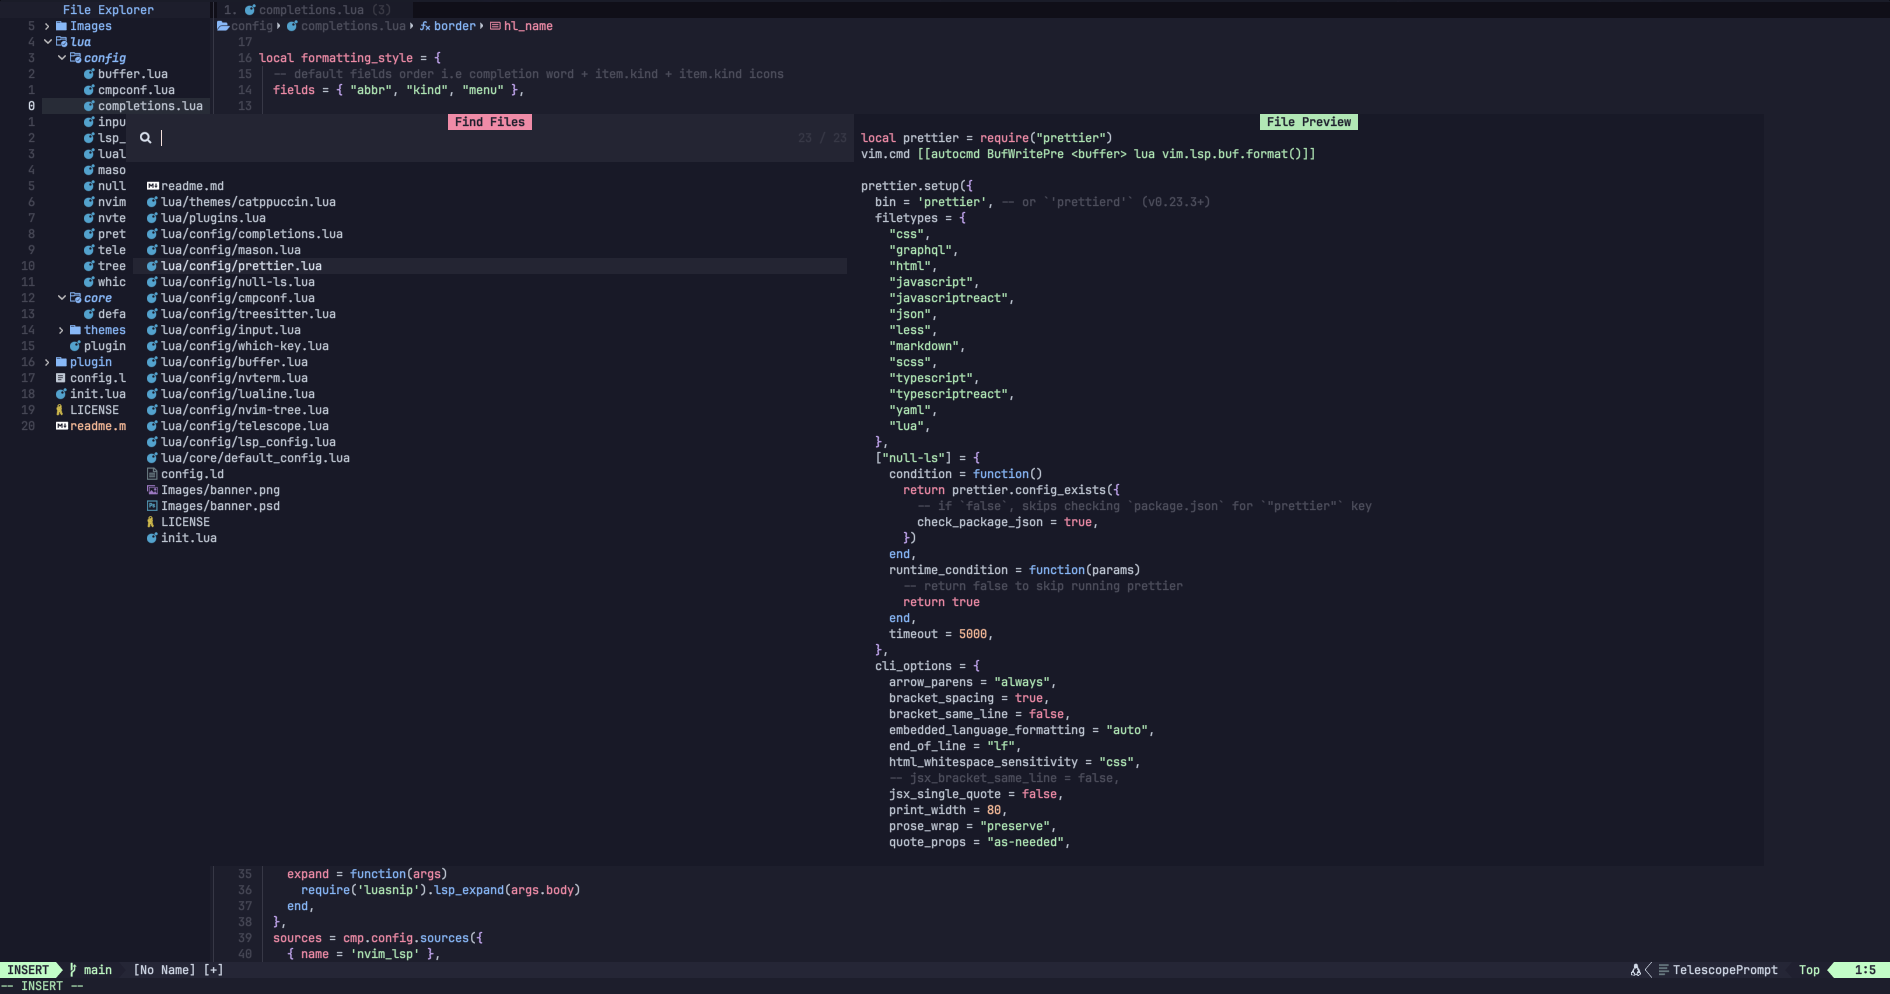 File Explorer
5 Images
4 lua
3 config
2 buffer.lua
1 cmpconf.lua
0 completions.lua
1 inpu
2 lsp_
3 lual
4 maso
5 null
6 nvim
7 nvte
8 pret
9 tele
10 tree
11 whic
12 core
13 defa
14 themes
15 plugin
16 plugin
17 config.l
18 init.lua
19 LICENSE
20 readme.m
1. completions.lua (3)
config completions.lua border hl_name
17
16 local formatting_style = {
15 -- default fields order i.e completion word + item.kind + item.kind icons
14 fields = { "abbr", "kind", "menu" },
13
Find Files
23 / 23
readme.md
lua/themes/catppuccin.lua
lua/plugins.lua
lua/config/completions.lua
lua/config/mason.lua
lua/config/prettier.lua
lua/config/null-ls.lua
lua/config/cmpconf.lua
lua/config/treesitter.lua
lua/config/input.lua
lua/config/which-key.lua
lua/config/buffer.lua
lua/config/nvterm.lua
lua/config/lualine.lua
lua/config/nvim-tree.lua
lua/config/telescope.lua
lua/config/lsp_config.lua
lua/core/default_config.lua
config.ld
Images/banner.png
Images/banner.psd
LICENSE
init.lua
File Preview
local prettier = require("prettier")
vim.cmd [[autocmd BufWritePre <buffer> lua vim.lsp.buf.format()]]
prettier.setup({
bin = 'prettier', -- or `'prettierd'` (v0.23.3+)
filetypes = {
"css",
"graphql",
"html",
"javascript",
"javascriptreact",
"json",
"less",
"markdown",
"scss",
"typescript",
"typescriptreact",
"yaml",
"lua",
},
["null-ls"] = {
condition = function()
return prettier.config_exists({
-- if `false`, skips checking `package.json` for `"prettier"` key
check_package_json = true,
})
end,
runtime_condition = function(params)
-- return false to skip running prettier
return true
end,
timeout = 5000,
},
cli_options = {
arrow_parens = "always",
bracket_spacing = true,
bracket_same_line = false,
embedded_language_formatting = "auto",
end_of_line = "lf",
html_whitespace_sensitivity = "css",
-- jsx_bracket_same_line = false,
jsx_single_quote = false,
print_width = 80,
prose_wrap = "preserve",
quote_props = "as-needed",
35 expand = function(args)
36 require('luasnip').lsp_expand(args.body)
37 end,
38 },
39 sources = cmp.config.sources({
40 { name = 'nvim_lsp' },
INSERT main [No Name] [+] TelescopePrompt Top 1:5
-- INSERT --